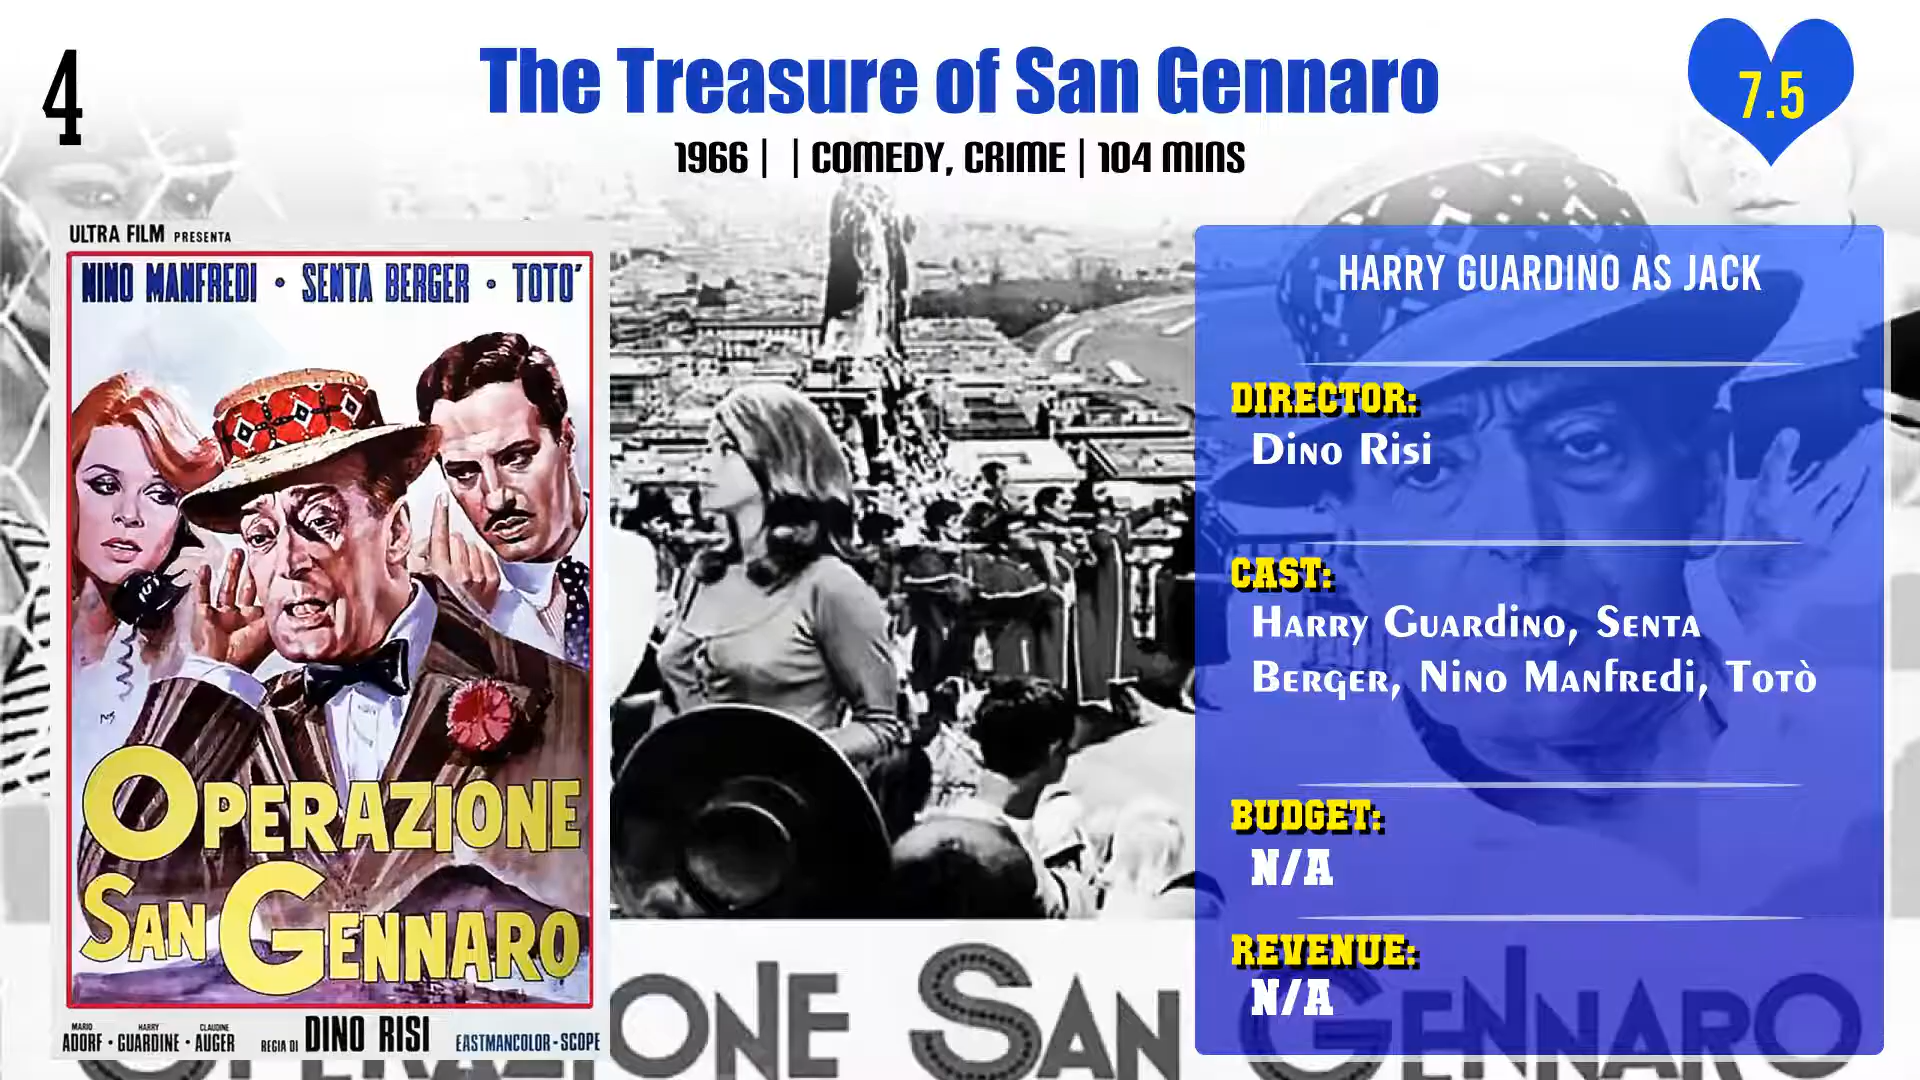 4
The Treasure of San Gennaro
7.5
1966 | | COMEDY, CRIME | 104 MINS
ULTRA FILM PRESENTA
NINO MANFREDI • SENTA BERGER • TOTO'
OPERAZIONE
SAN GENNARO
MARIO ADORF • HARRY GUARDINE • CLAUDINE AUGER REGIA DI DINO RISI EASTMANCOLOR-SCOPE
HARRY GUARDINO AS JACK
DIRECTOR:
Dino Risi
CAST:
Harry Guardino, Senta
Berger, Nino Manfredi, Totò
BUDGET:
N/A
REVENUE:
N/A
OPERAZIONE SAN GENNARO